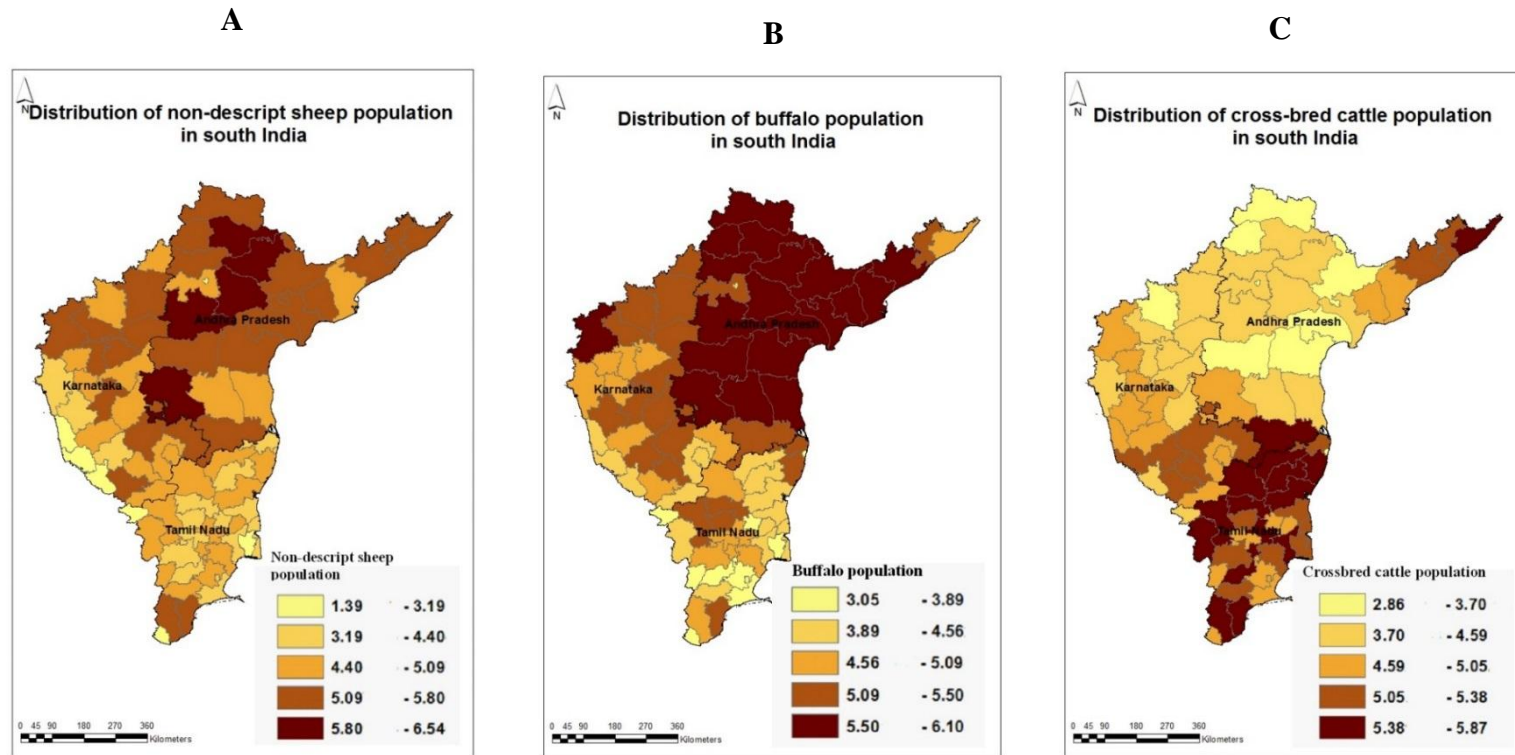 A
N
Distribution of non-descript sheep population
in south India
Andhra Pradesh
Karnataka
Tamil Nadu
Non-descript sheep
population
1.39 - 3.19
3.19 - 4.40
4.40 - 5.09
5.09 - 5.80
5.80 - 6.54
0 45 90 180 270 360
Kilometers
B
N
Distribution of buffalo population
in south India
Andhra Pradesh
Karnataka
Tamil Nadu
Buffalo population
3.05 - 3.89
3.89 - 4.56
4.56 - 5.09
5.09 - 5.50
5.50 - 6.10
0 45 90 180 270 360
Kilometers
C
N
Distribution of cross-bred cattle population
in south India
Andhra Pradesh
Karnataka
Tamil Nadu
Crossbred cattle population
2.86 - 3.70
3.70 - 4.59
4.59 - 5.05
5.05 - 5.38
5.38 - 5.87
0 45 90 180 270 360
Kilometers